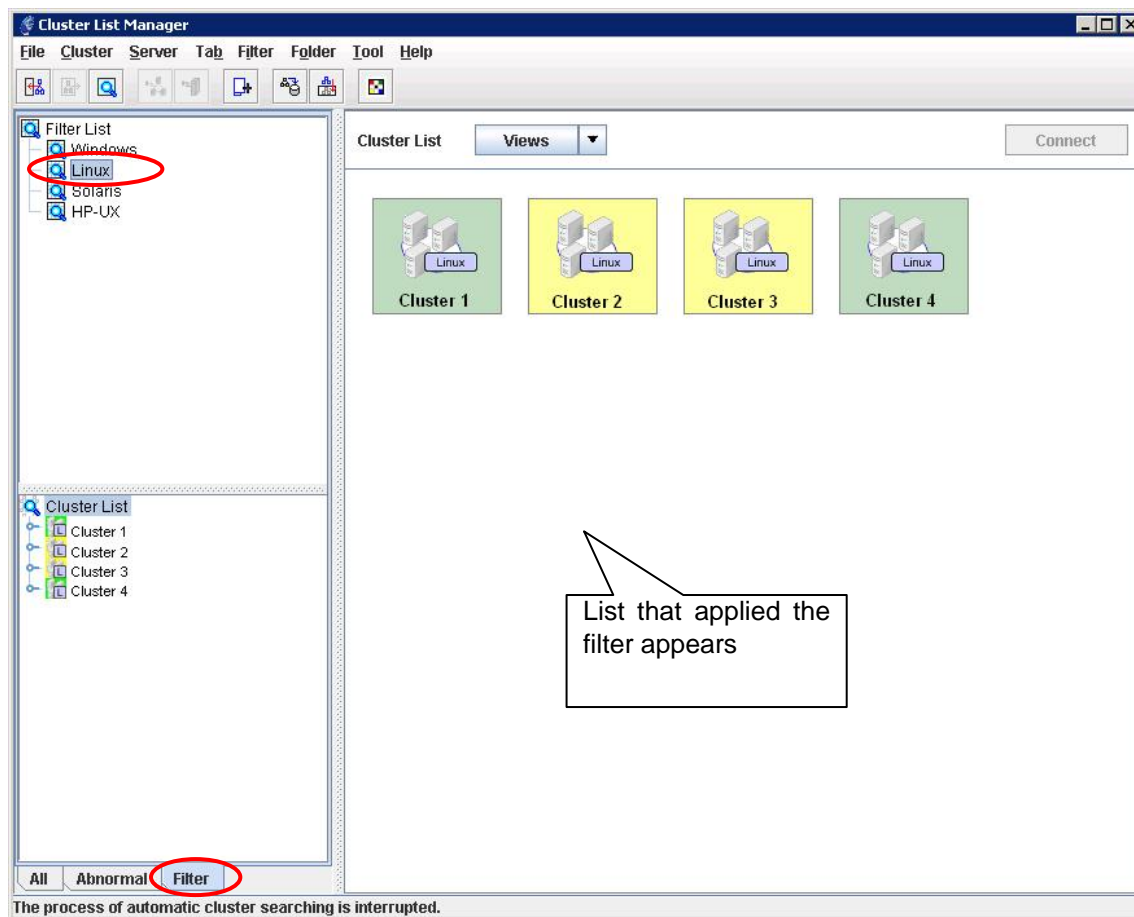 Cluster List Manager
File Cluster Server Tab Filter Folder Tool Help
Filter List
Windows
Linux
Solaris
HP-UX
Cluster List Views Connect
Linux Linux Linux Linux
Cluster 1 Cluster 2 Cluster 3 Cluster 4
Cluster List
Cluster 1
Cluster 2
Cluster 3
Cluster 4
List that applied the
filter appears
All Abnormal Filter
The process of automatic cluster searching is interrupted.